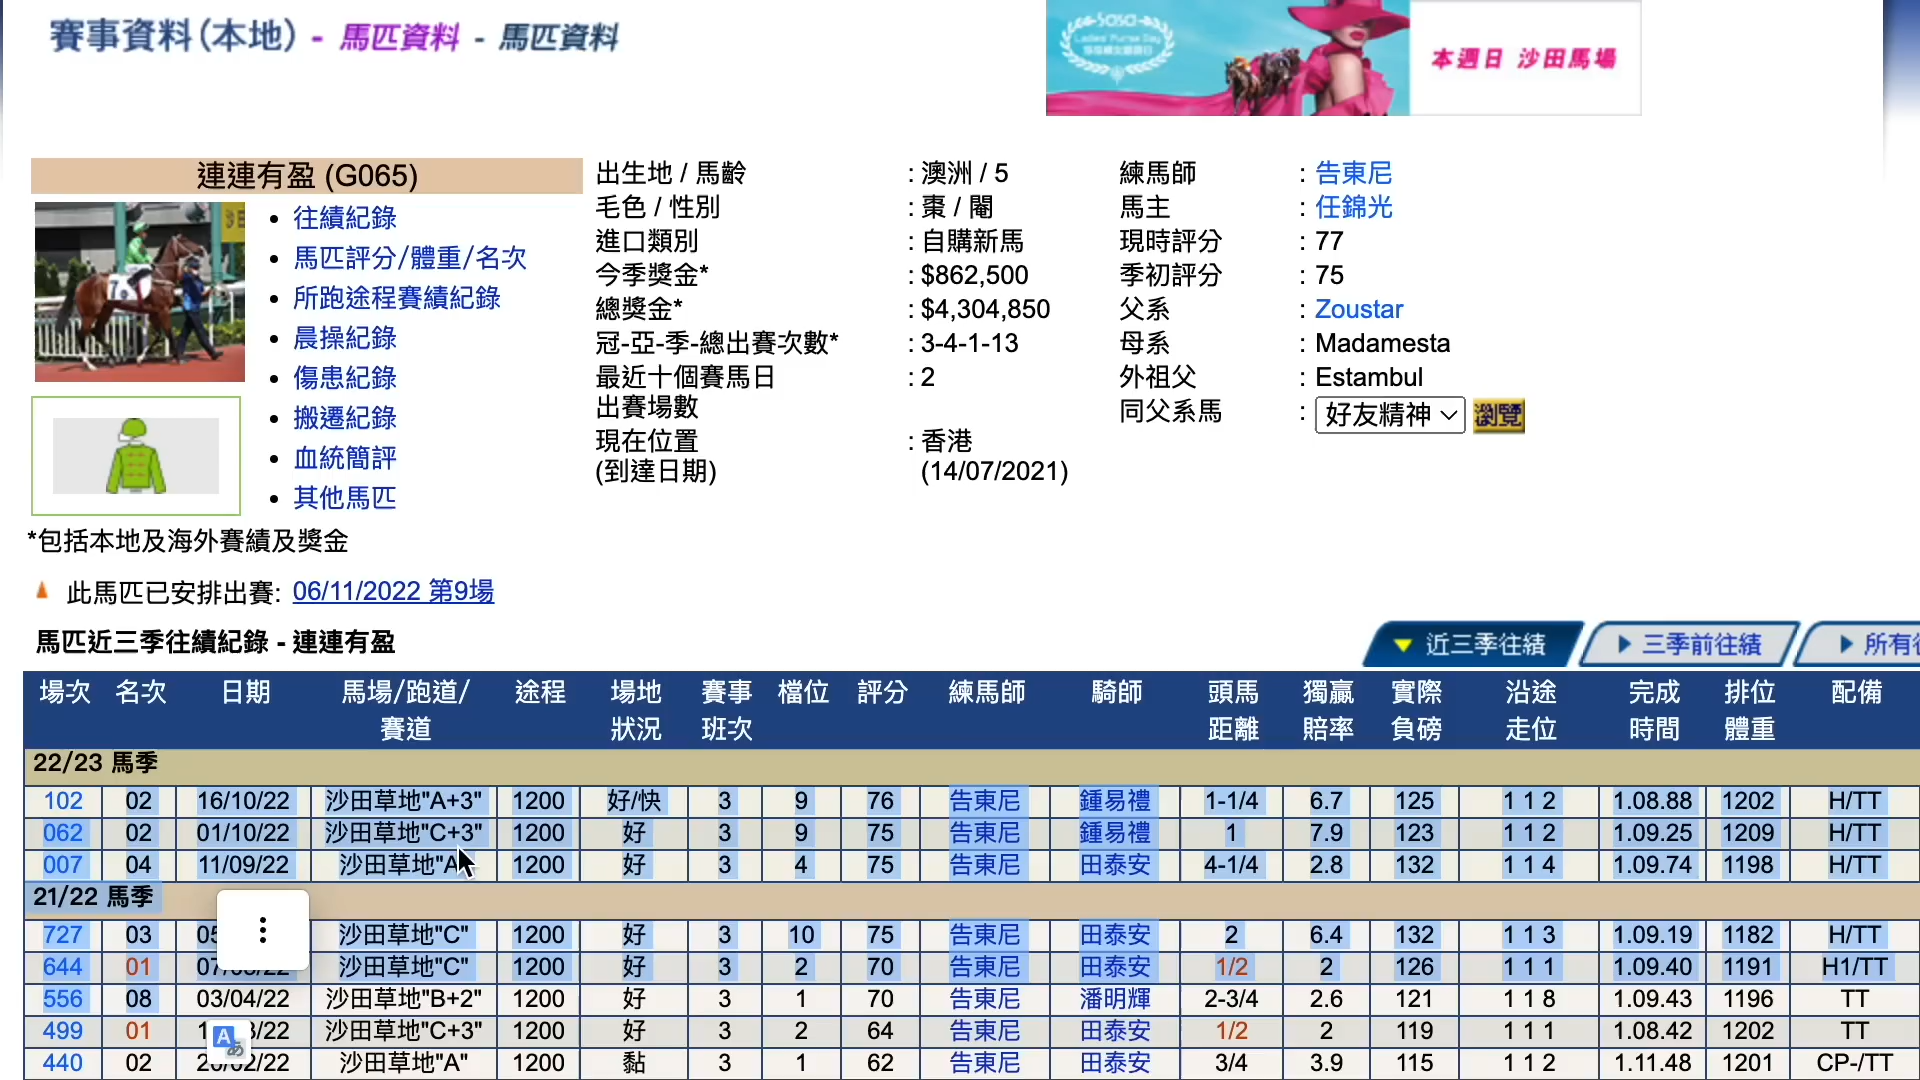 賽事資料(本地) - 馬匹資料 - 馬匹資料
sasa
Ladies' Purse Day
本週日 沙田馬場
連連有盈 (G065)
往績紀錄
馬匹評分/體重/名次
所跑途程賽績紀錄
晨操紀錄
傷患紀錄
搬遷紀錄
血統簡評
其他馬匹
出生地 / 馬齡 : 澳洲 / 5
毛色 / 性別 : 棗 / 閹
進口類別 : 自購新馬
今季獎金* : $862,500
總獎金* : $4,304,850
冠-亞-季-總出賽次數* : 3-4-1-13
最近十個賽馬日 : 2
出賽場數
現在位置 : 香港
(到達日期) (14/07/2021)
練馬師 : 告東尼
馬主 : 任錦光
現時評分 : 77
季初評分 : 75
父系 : Zoustar
母系 : Madamesta
外祖父 : Estambul
同父系馬 : 好友精神 瀏覽
*包括本地及海外賽績及獎金
此馬匹已安排出賽: 06/11/2022 第9場
馬匹近三季往績紀錄 - 連連有盈
近三季往績 三季前往績 所有
場次 名次 日期 馬場/跑道/ 途程 場地 賽事 檔位 評分 練馬師 騎師 頭馬 獨贏 實際 沿途 完成 排位 配備
賽道 狀況 班次 距離 賠率 負磅 走位 時間 體重
22/23 馬季
102 02 16/10/22 沙田草地"A+3" 1200 好/快 3 9 76 告東尼 鍾易禮 1-1/4 6.7 125 1 1 2 1.08.88 1202 H/TT
062 02 01/10/22 沙田草地"C+3" 1200 好 3 9 75 告東尼 鍾易禮 1 7.9 123 1 1 2 1.09.25 1209 H/TT
007 04 11/09/22 沙田草地"A 1200 好 3 4 75 告東尼 田泰安 4-1/4 2.8 132 1 1 4 1.09.74 1198 H/TT
21/22 馬季
727 03 05 沙田草地"C" 1200 好 3 10 75 告東尼 田泰安 2 6.4 132 1 1 3 1.09.19 1182 H/TT
644 01 沙田草地"C" 1200 好 3 2 70 告東尼 田泰安 1/2 2 126 1 1 1 1.09.40 1191 H1/TT
556 08 03/04/22 沙田草地"B+2" 1200 好 3 1 70 告東尼 潘明輝 2-3/4 2.6 121 1 1 8 1.09.43 1196 TT
499 01 /22 沙田草地"C+3" 1200 好 3 2 64 告東尼 田泰安 1/2 2 119 1 1 1 1.08.42 1202 TT
440 02 /22 沙田草地"A" 1200 黏 3 1 62 告東尼 田泰安 3/4 3.9 115 1 1 2 1.11.48 1201 CP-/TT